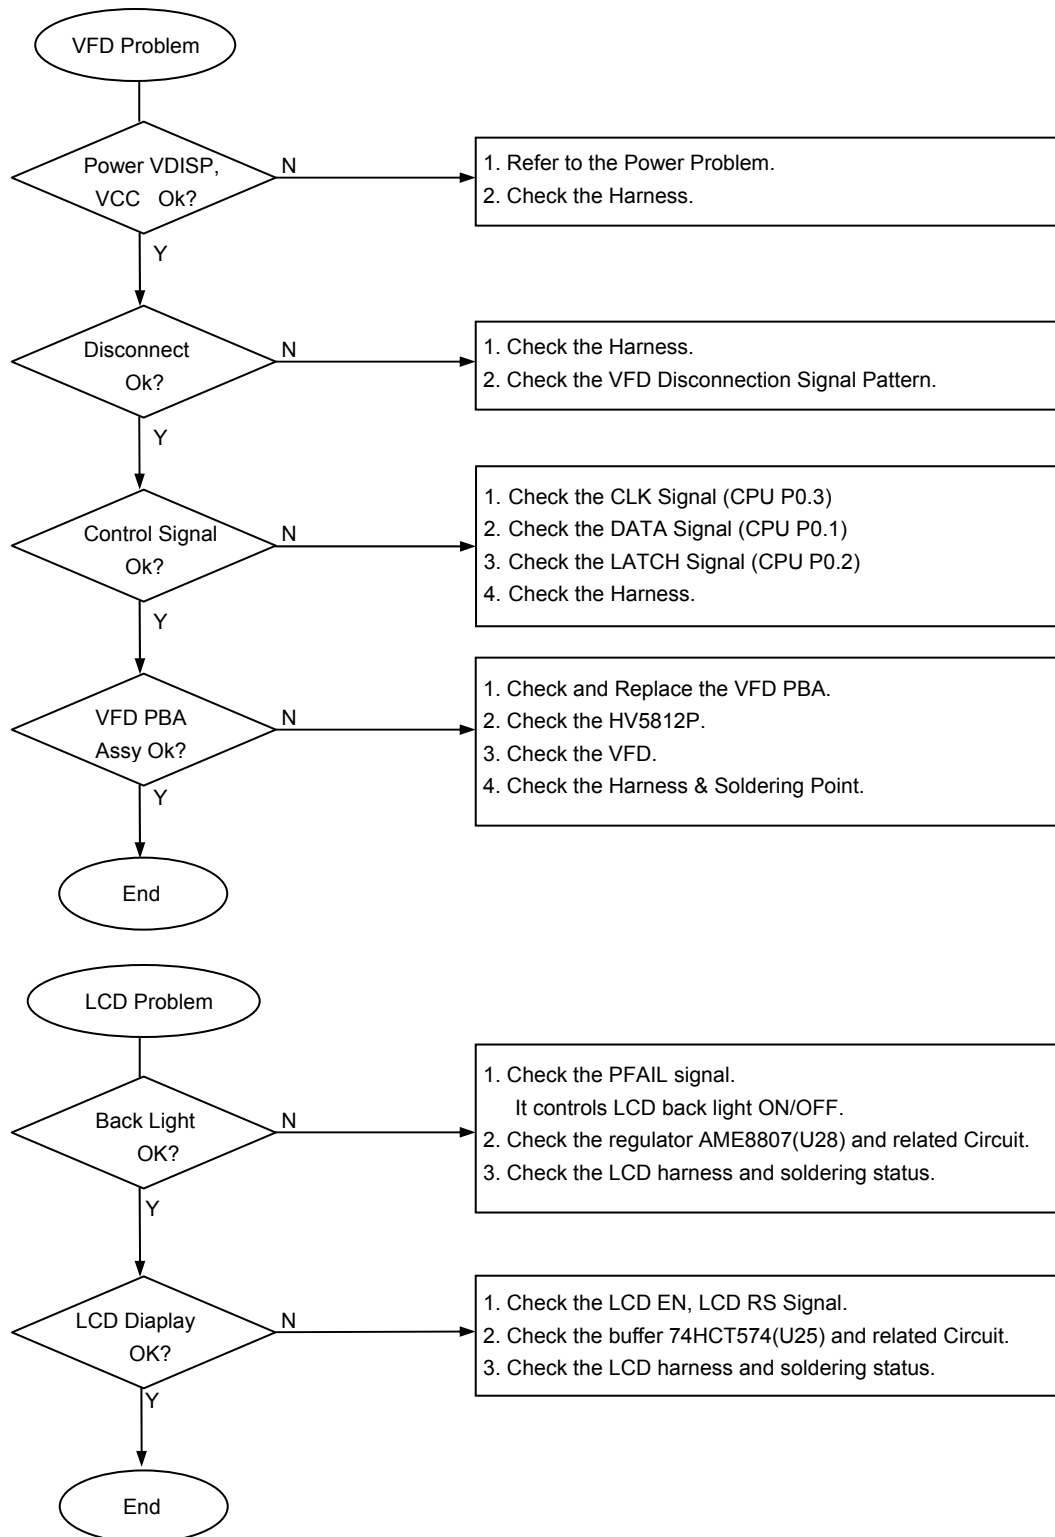 VFD Problem
Power VDISP,
VCC Ok?
N
1. Refer to the Power Problem.
2. Check the Harness.
Y
Disconnect
Ok?
N
1. Check the Harness.
2. Check the VFD Disconnection Signal Pattern.
Y
Control Signal
Ok?
N
1. Check the CLK Signal (CPU P0.3)
2. Check the DATA Signal (CPU P0.1)
3. Check the LATCH Signal (CPU P0.2)
4. Check the Harness.
Y
VFD PBA
Assy Ok?
N
1. Check and Replace the VFD PBA.
2. Check the HV5812P.
3. Check the VFD.
4. Check the Harness & Soldering Point.
Y
End
LCD Problem
Back Light
OK?
N
1. Check the PFAIL signal.
It controls LCD back light ON/OFF.
2. Check the regulator AME8807(U28) and related Circuit.
3. Check the LCD harness and soldering status.
Y
LCD Diaplay
OK?
N
1. Check the LCD EN, LCD RS Signal.
2. Check the buffer 74HCT574(U25) and related Circuit.
3. Check the LCD harness and soldering status.
Y
End